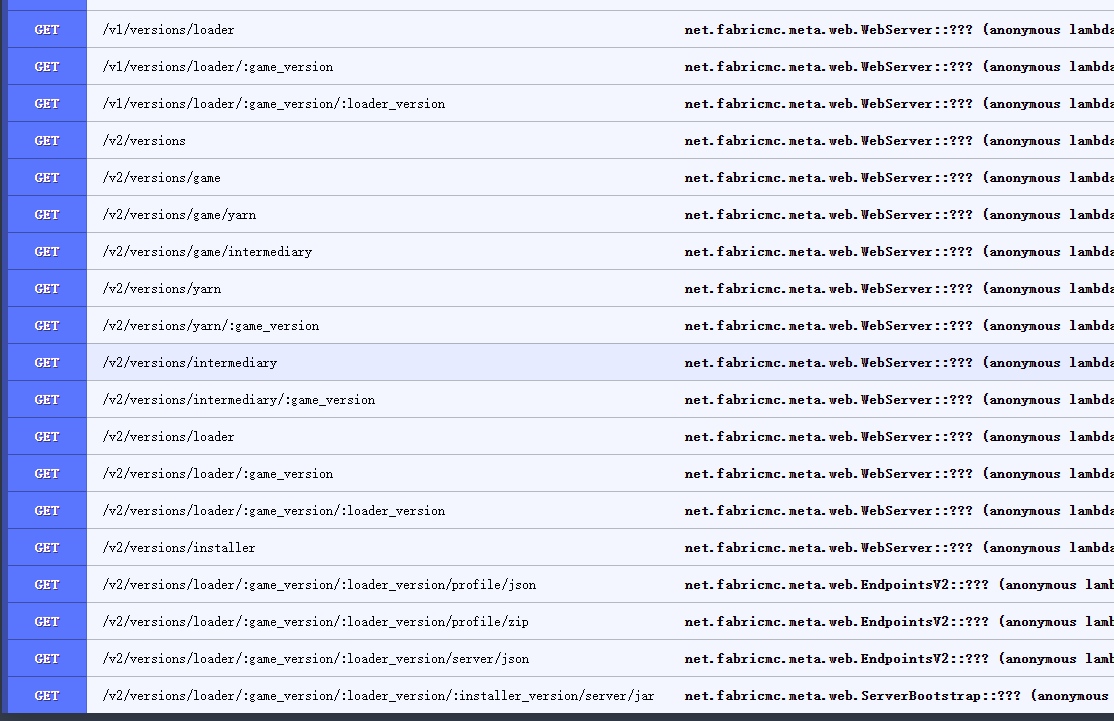 GET /v1/versions/loader net.fabricmc.meta.web.WebServer::??? (anonymous lambda
GET /v1/versions/loader/:game_version net.fabricmc.meta.web.WebServer::??? (anonymous lambda
GET /v1/versions/loader/:game_version/:loader_version net.fabricmc.meta.web.WebServer::??? (anonymous lambda
GET /v2/versions net.fabricmc.meta.web.WebServer::??? (anonymous lambda
GET /v2/versions/game net.fabricmc.meta.web.WebServer::??? (anonymous lambda
GET /v2/versions/game/yarn net.fabricmc.meta.web.WebServer::??? (anonymous lambda
GET /v2/versions/game/intermediary net.fabricmc.meta.web.WebServer::??? (anonymous lambda
GET /v2/versions/yarn net.fabricmc.meta.web.WebServer::??? (anonymous lambda
GET /v2/versions/yarn/:game_version net.fabricmc.meta.web.WebServer::??? (anonymous lambda
GET /v2/versions/intermediary net.fabricmc.meta.web.WebServer::??? (anonymous lambda
GET /v2/versions/intermediary/:game_version net.fabricmc.meta.web.WebServer::??? (anonymous lambda
GET /v2/versions/loader net.fabricmc.meta.web.WebServer::??? (anonymous lambda
GET /v2/versions/loader/:game_version net.fabricmc.meta.web.WebServer::??? (anonymous lambda
GET /v2/versions/loader/:game_version/:loader_version net.fabricmc.meta.web.WebServer::??? (anonymous lambda
GET /v2/versions/installer net.fabricmc.meta.web.WebServer::??? (anonymous lambda
GET /v2/versions/loader/:game_version/:loader_version/profile/json net.fabricmc.meta.web.EndpointsV2::??? (anonymous lamb
GET /v2/versions/loader/:game_version/:loader_version/profile/zip net.fabricmc.meta.web.EndpointsV2::??? (anonymous lamb
GET /v2/versions/loader/:game_version/:loader_version/server/json net.fabricmc.meta.web.EndpointsV2::??? (anonymous lamb
GET /v2/versions/loader/:game_version/:loader_version/:installer_version/server/jar net.fabricmc.meta.web.ServerBootstrap::??? (anonymous